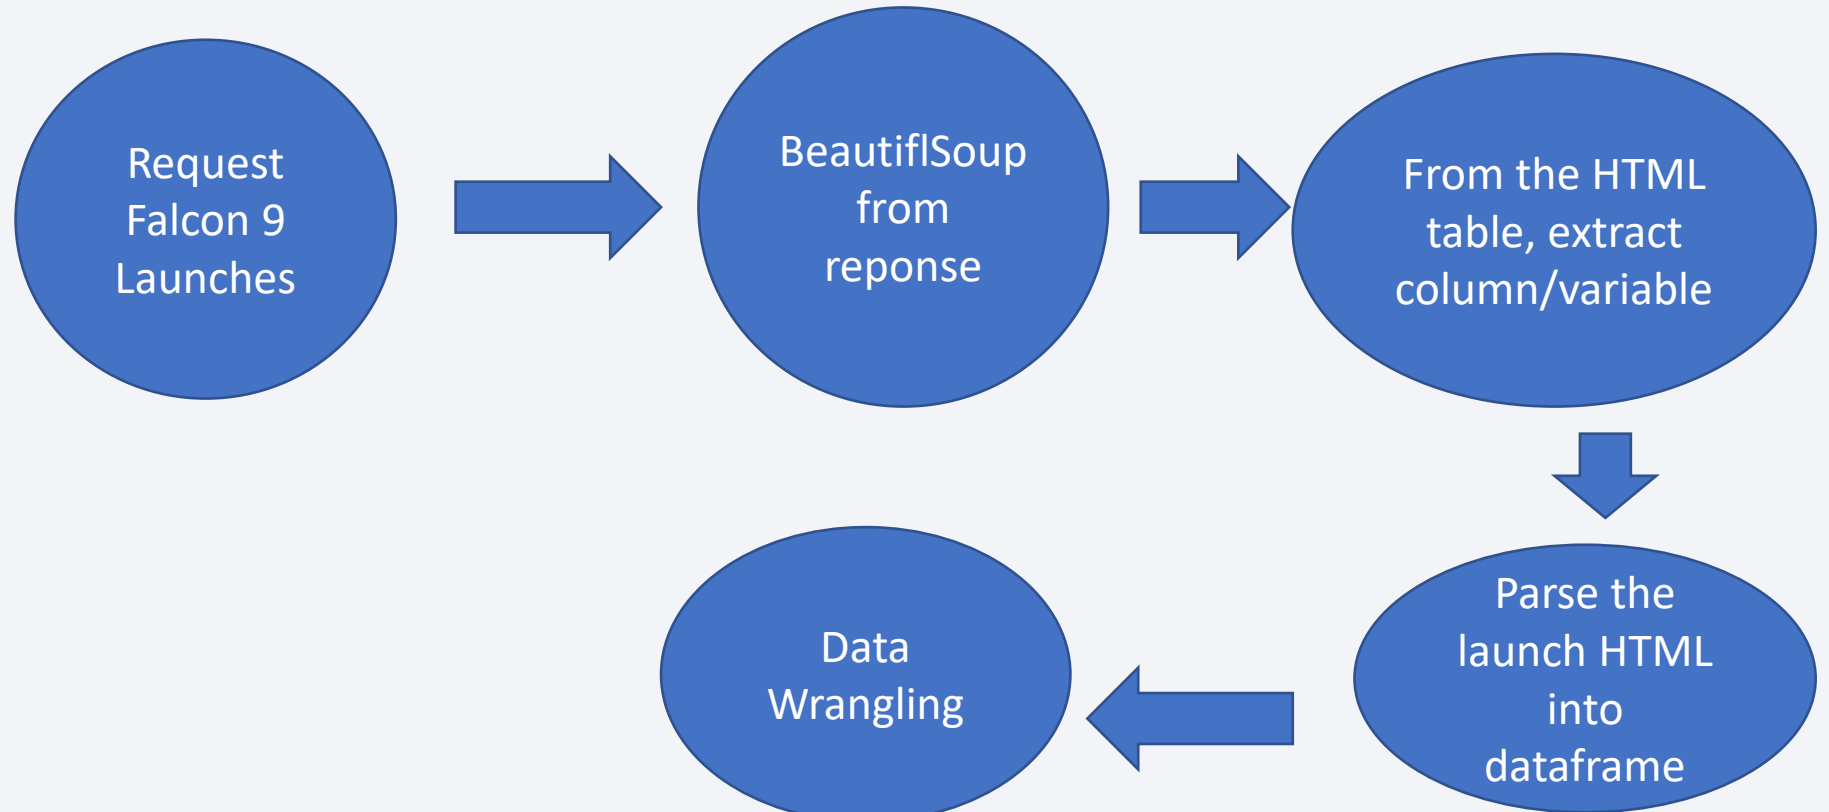 Request
Falcon 9
Launches
BeautiflSoup
from
reponse
From the HTML
table, extract
column/variable
Parse the
launch HTML
into
dataframe
Data
Wrangling